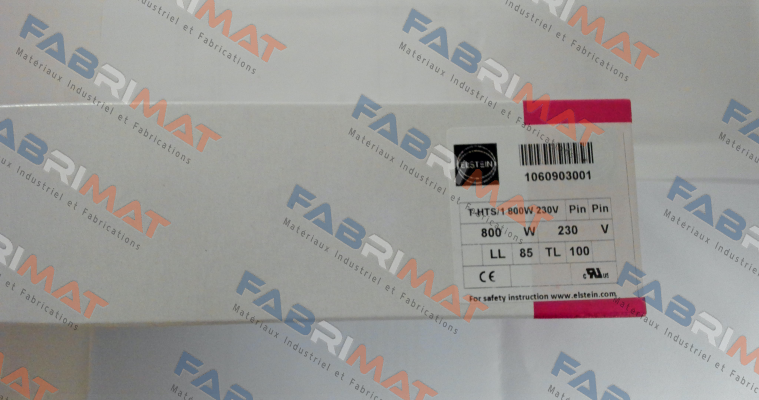 FABRIMAT
Matériaux Industriel et Fabrications
ELSTEIN
1060903001
T-HTS/1 800W 230V Pin Pin
800 W 230 V
LL 85 TL 100
CE c us
For safety instruction www.elstein.com